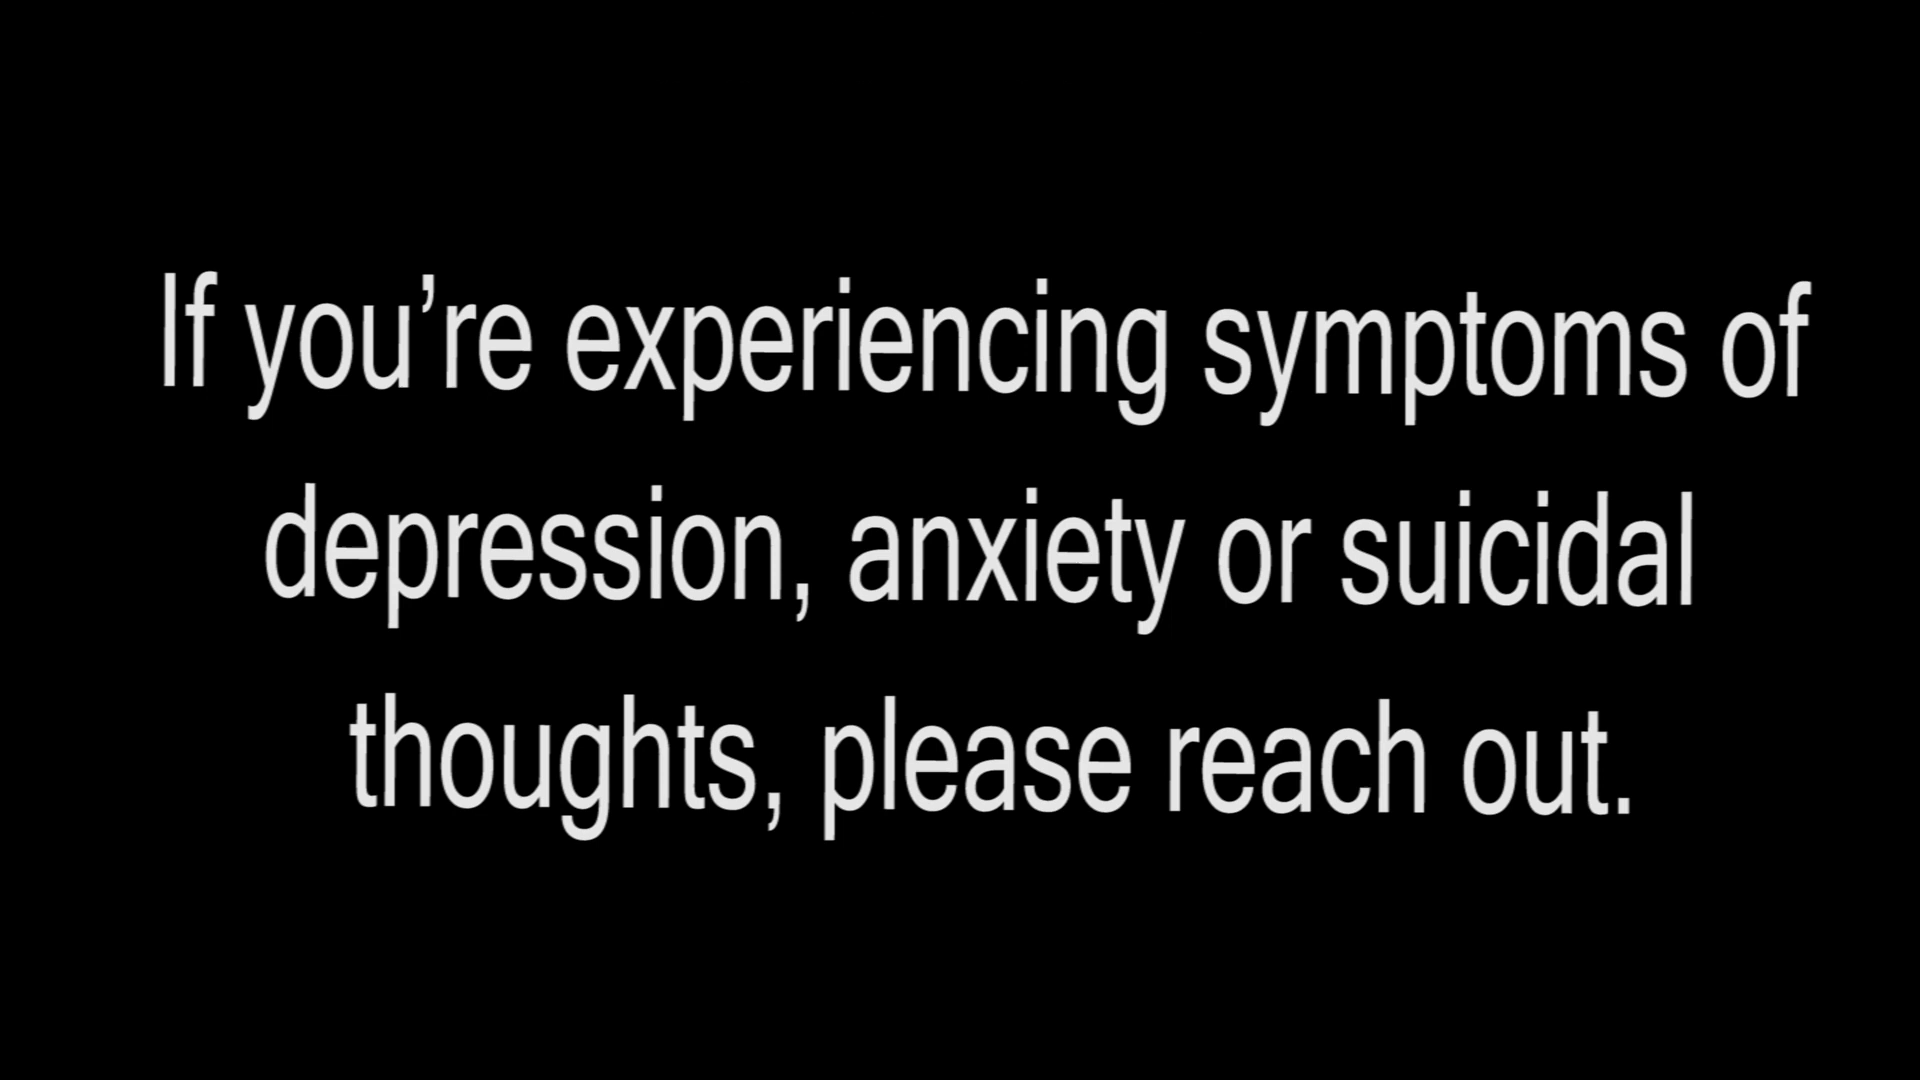 If you’re experiencing symptoms of
depression, anxiety or suicidal
thoughts, please reach out.